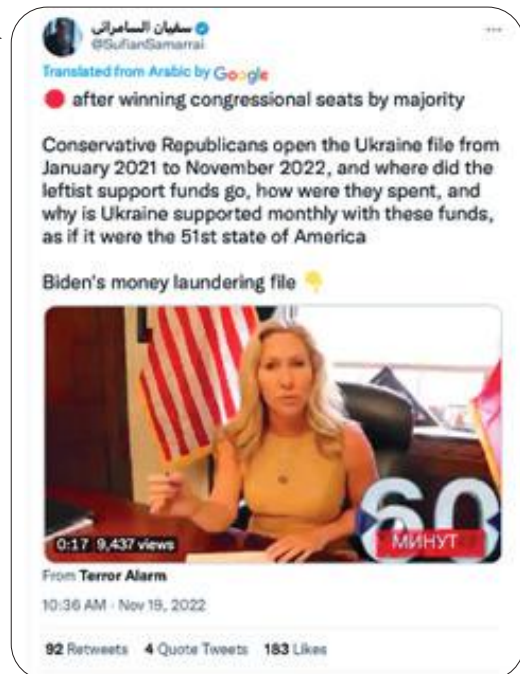 سفيان السامرائي
@SufianSamarrai
Translated from Arabic by Google
after winning congressional seats by majority
Conservative Republicans open the Ukraine file from
January 2021 to November 2022, and where did the
leftist support funds go, how were they spent, and
why is Ukraine supported monthly with these funds,
as if it were the 51st state of America
Biden's money laundering file
60
МИНУТ
0:17 9,437 views
From Terror Alarm
10:36 AM · Nov 19, 2022
92 Retweets 4 Quote Tweets 183 Likes